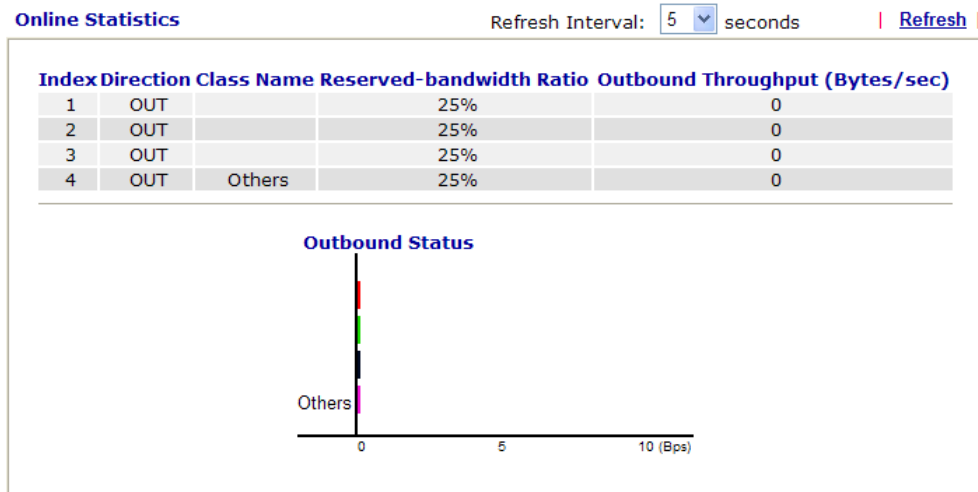 Online Statistics Refresh Interval: 5 seconds | Refresh |
Index Direction Class Name Reserved-bandwidth Ratio Outbound Throughput (Bytes/sec)
1 OUT 25% 0
2 OUT 25% 0
3 OUT 25% 0
4 OUT Others 25% 0
Outbound Status
Others
0 5 10 (Bps)